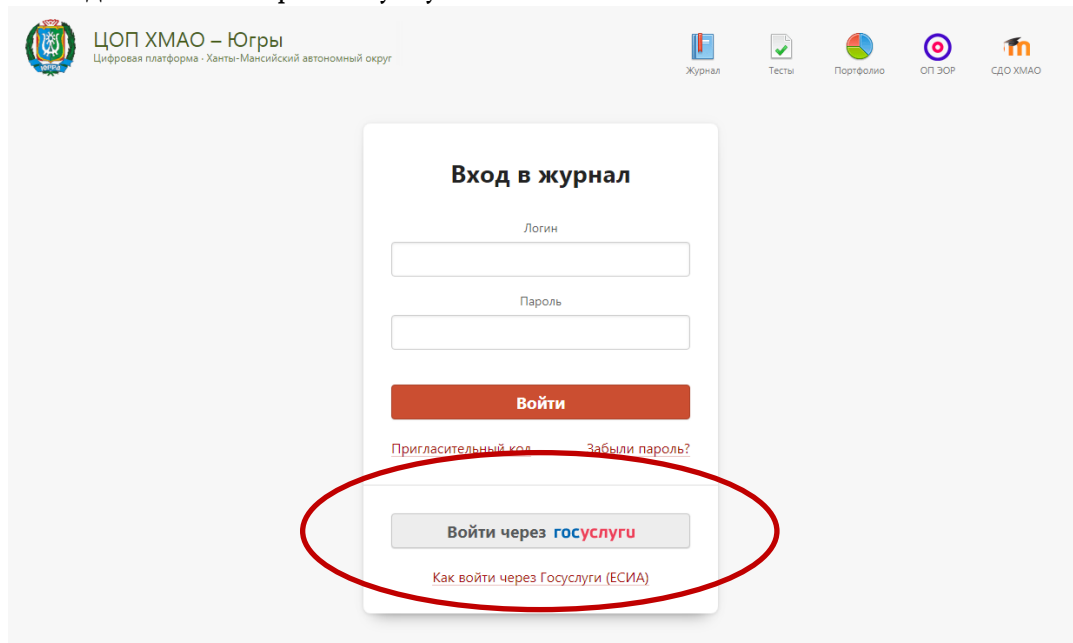 ЦОП ХМАО – Югры
Цифровая платформа - Ханты-Мансийский автономный округ
Журнал
Тесты
Портфолио
ОП ЭОР
СДО ХМАО
Вход в журнал
Логин
Пароль
Войти
Пригласительный код
Забыли пароль?
Войти через госуслуги
Как войти через Госуслуги (ЕСИА)